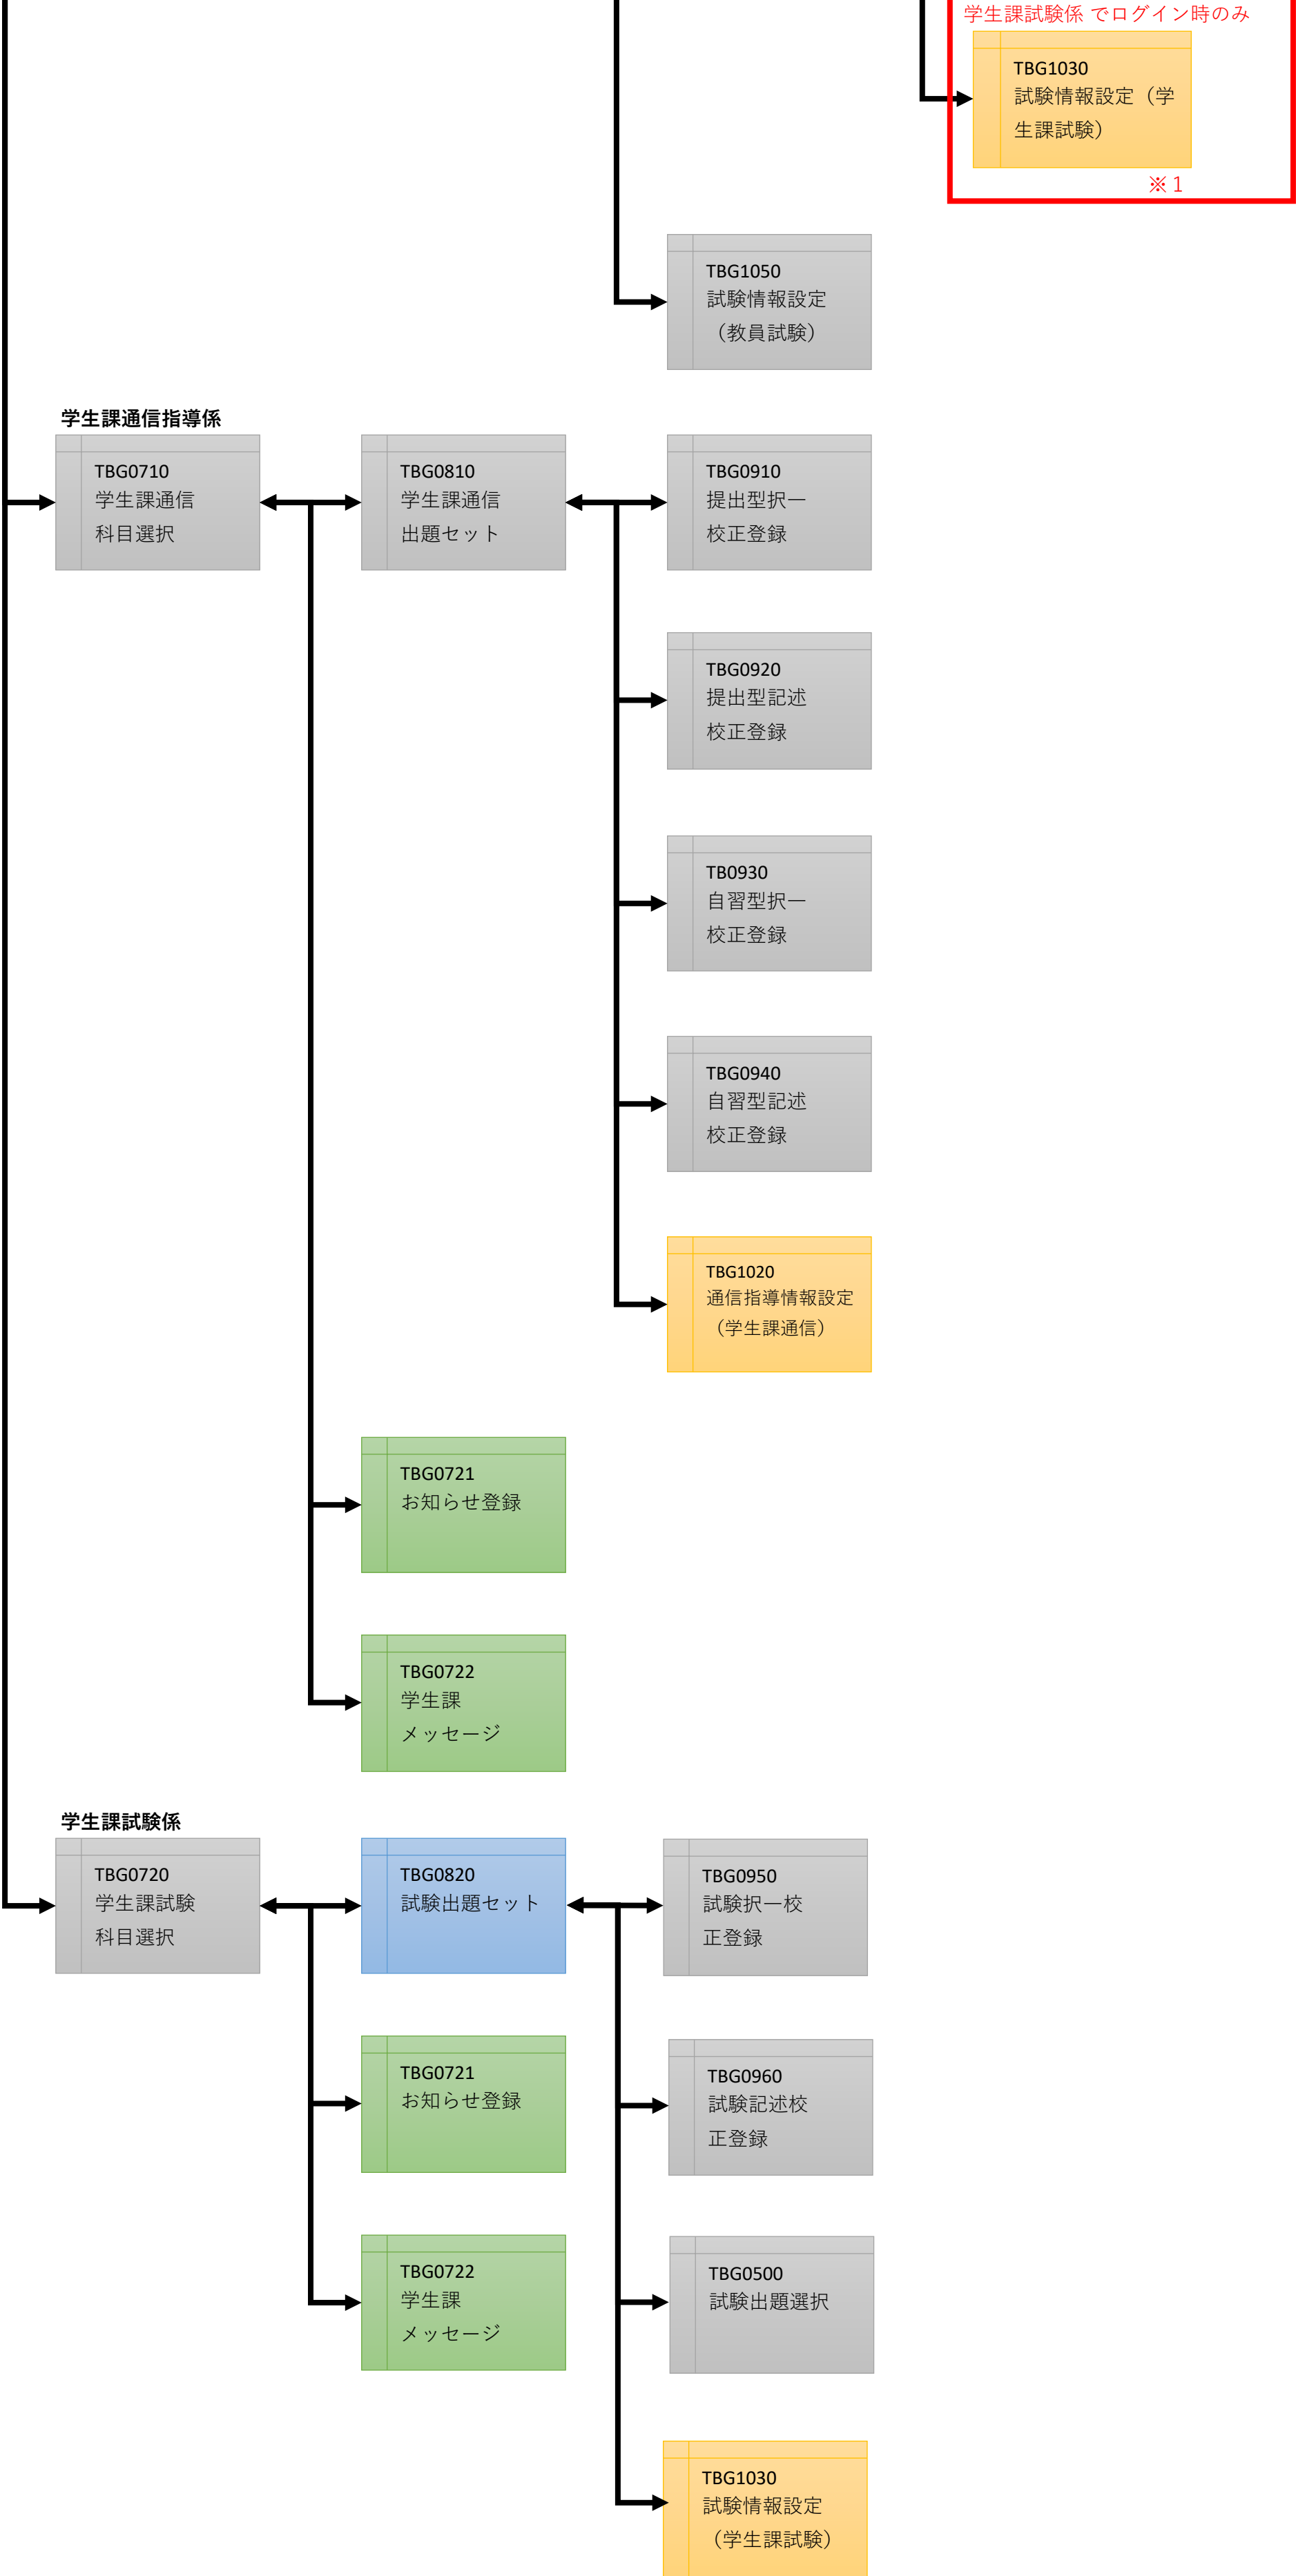 学生課試験係 でログイン時のみ
TBG1030
試験情報設定（学
生課試験）
※１
TBG1050
試験情報設定
（教員試験）
学生課通信指導係
TBG0710
学生課通信
科目選択
TBG0810
学生課通信
出題セット
TBG0910
提出型択一
校正登録
TBG0920
提出型記述
校正登録
TB0930
自習型択一
校正登録
TBG0940
自習型記述
校正登録
TBG1020
通信指導情報設定
（学生課通信）
TBG0721
お知らせ登録
TBG0722
学生課
メッセージ
学生課試験係
TBG0720
学生課試験
科目選択
TBG0820
試験出題セット
TBG0950
試験択一校
正登録
TBG0721
お知らせ登録
TBG0960
試験記述校
正登録
TBG0722
学生課
メッセージ
TBG0500
試験出題選択
TBG1030
試験情報設定
（学生課試験）